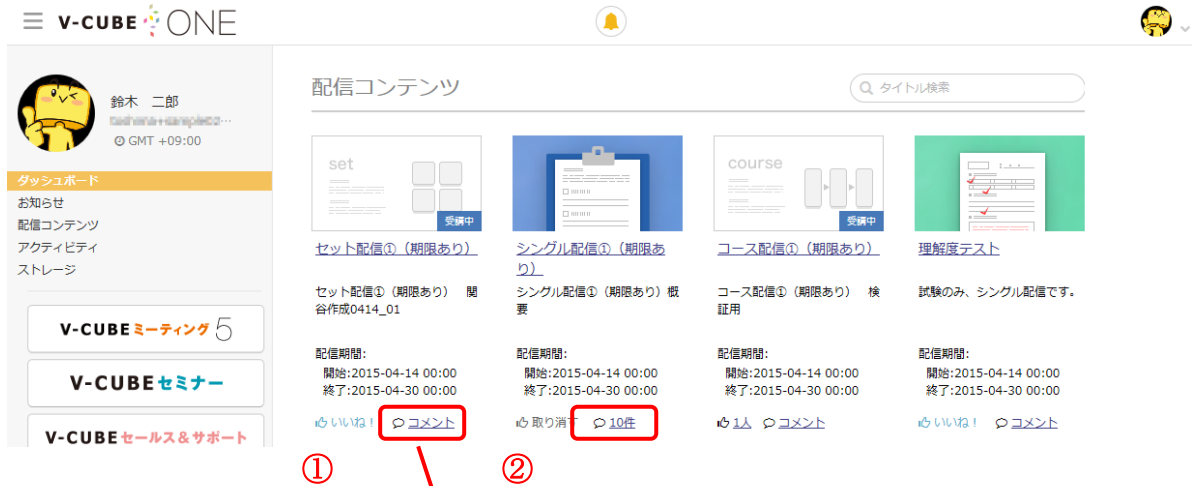 V-CUBE ONE
鈴木　二郎
GMT +09:00
ダッシュボード
お知らせ
配信コンテンツ
アクティビティ
ストレージ
V-CUBE ミーティング 5
V-CUBE セミナー
V-CUBE セールス＆サポート
配信コンテンツ
タイトル検索
set
受講中
セット配信①（期限あり）
セット配信①（期限あり）　関
谷作成0414_01
配信期間:
開始:2015-04-14 00:00
終了:2015-04-30 00:00
いいね！ コメント
①
シングル配信①（期限あ
り）
シングル配信①（期限あり）概
要
配信期間:
開始:2015-04-14 00:00
終了:2015-04-30 00:00
取り消す 10件
②
course
受講中
コース配信①（期限あり）
コース配信①（期限あり）　検
証用
配信期間:
開始:2015-04-14 00:00
終了:2015-04-30 00:00
1人 コメント
理解度テスト
試験のみ、シングル配信です。
配信期間:
開始:2015-04-14 00:00
終了:2015-04-30 00:00
いいね！ コメント